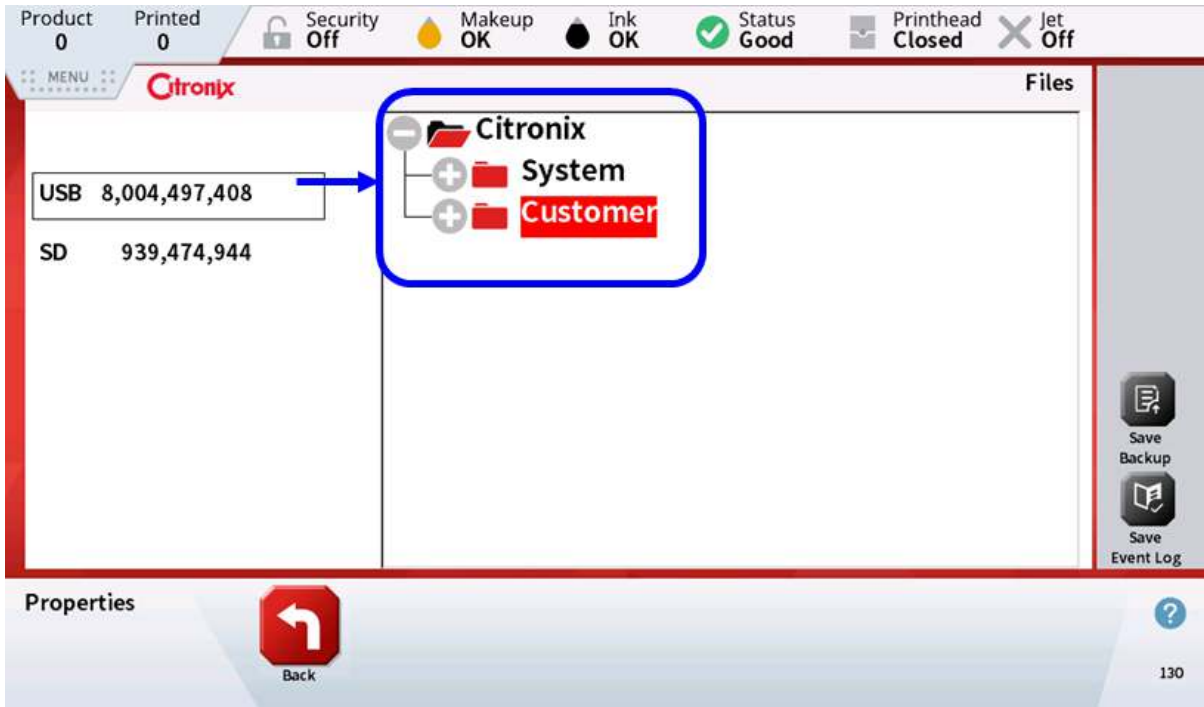 Product Printed Security Makeup Ink Status Printhead Jet
0 0 Off OK OK Good Closed Off
MENU Citronix Files
Citronix
System
USB 8,004,497,408
Customer
SD 939,474,944
Save
Backup
Save
Event Log
Properties
Back
130
?